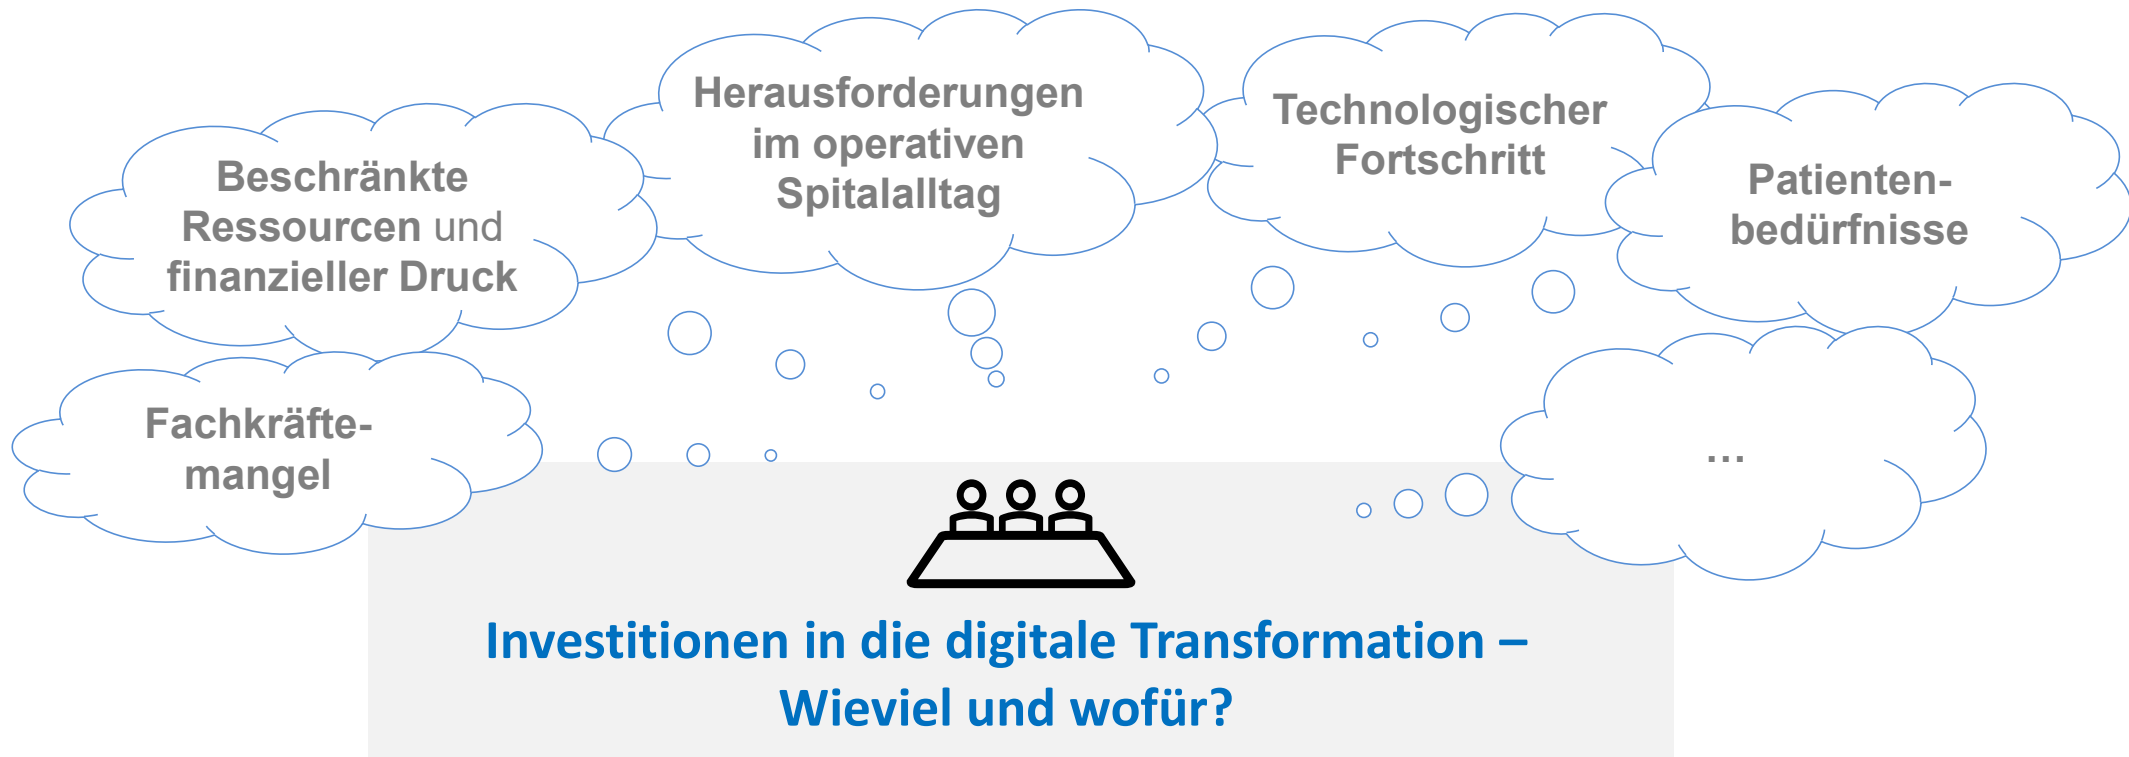 Herausforderungen
im operativen
Spitalalltag
Technologischer
Fortschritt
Beschränkte
Ressourcen und
finanzieller Druck
Patienten-
bedürfnisse
Fachkräfte-
mangel
...
Investitionen in die digitale Transformation –
Wieviel und wofür?